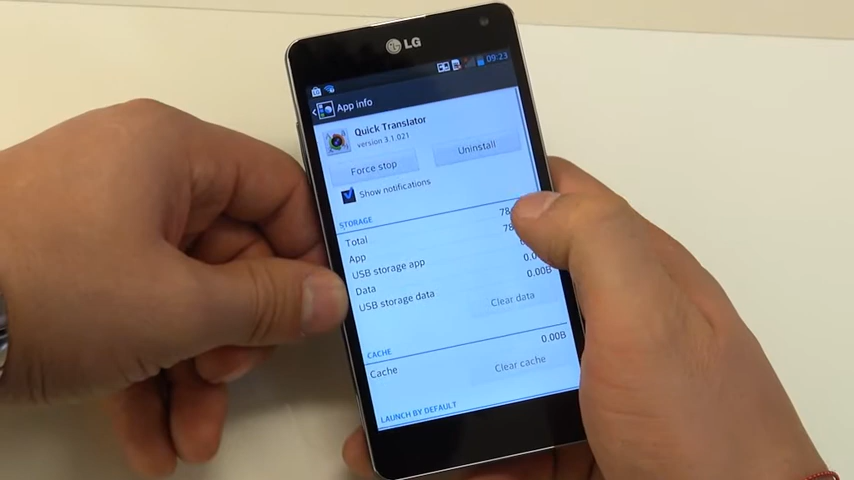 LG
09:23
App info
Quick Translator
version 3.1.021
Force stop
Uninstall
Show notifications
STORAGE
Total 78
App 78
USB storage app
Data
USB storage data 0.00B
Clear data
CACHE
Cache 0.00B
Clear cache
LAUNCH BY DEFAULT